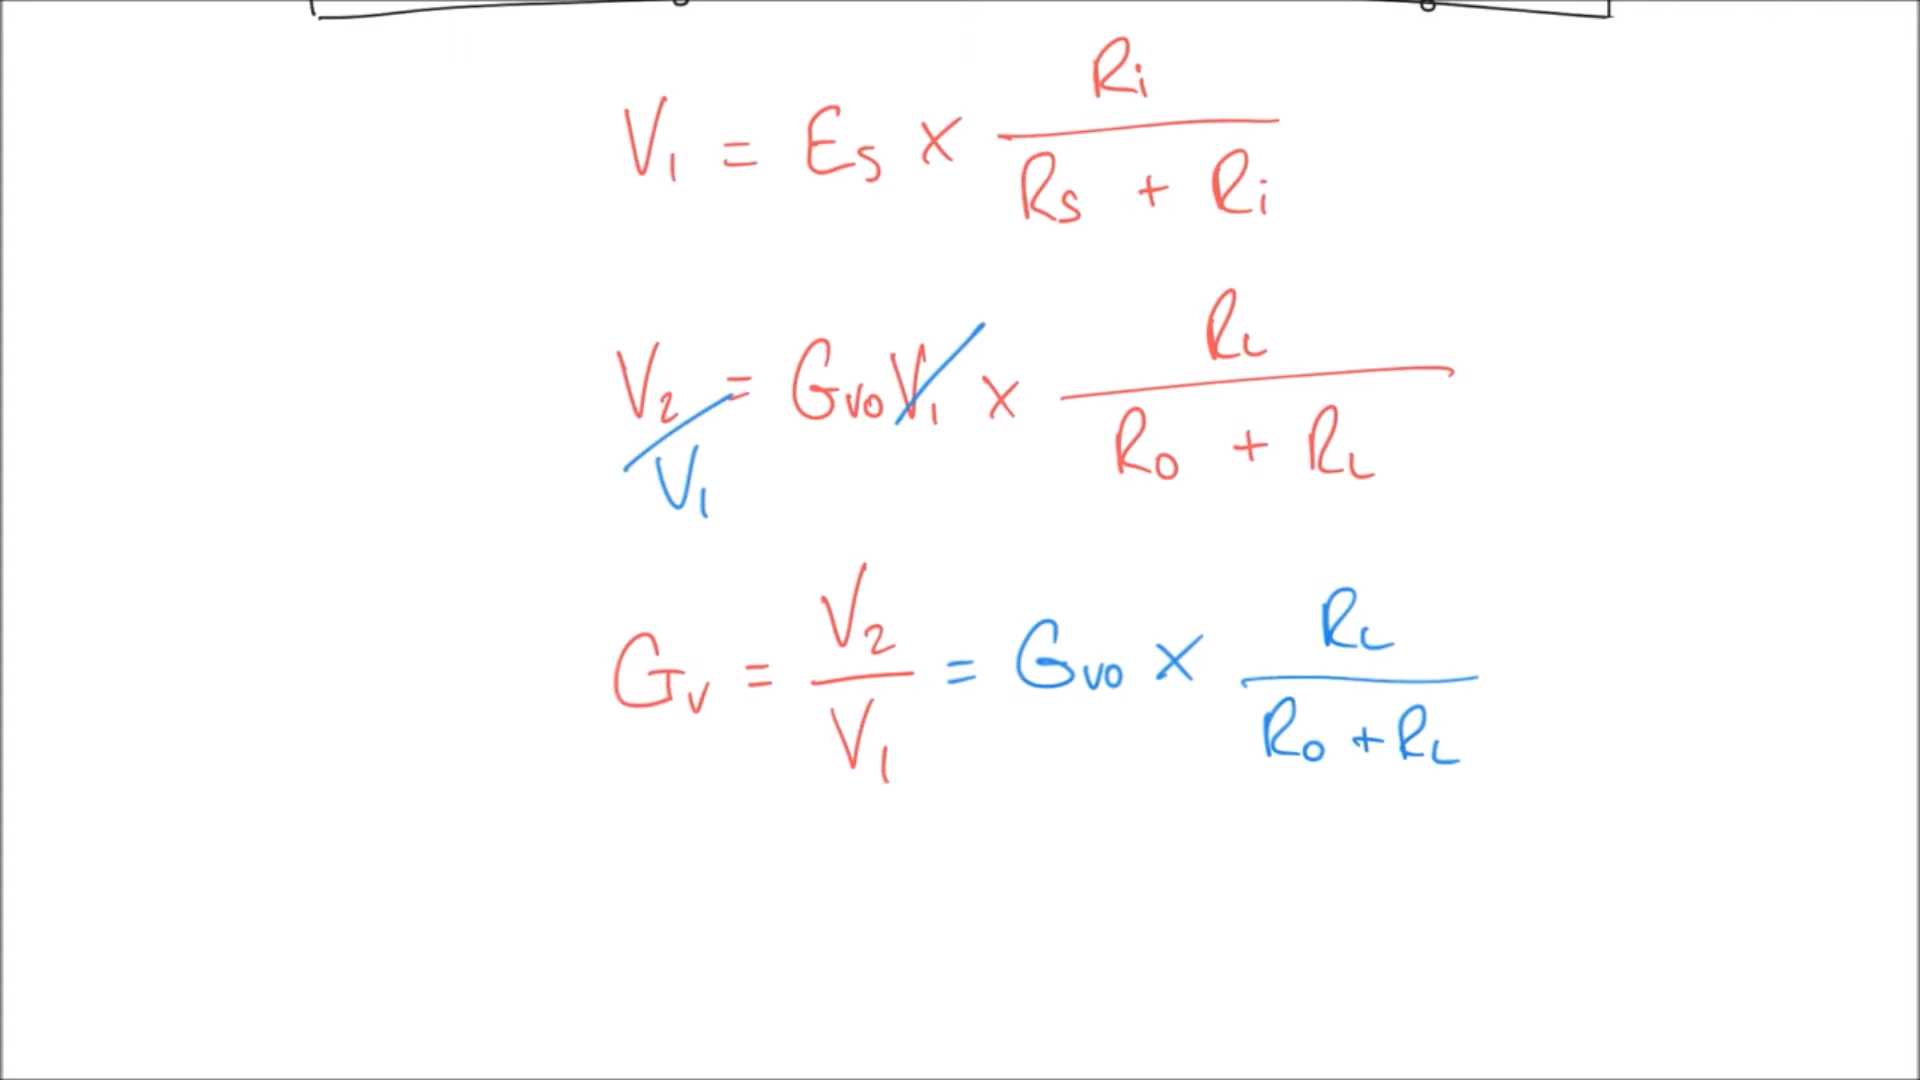 V₁ = Es × Ri / (Rs + Ri)
V₂/V₁ = Gvo V₁ × RL / (Ro + RL)
Gv = V₂/V₁ = Gvo × RL / (Ro + RL)